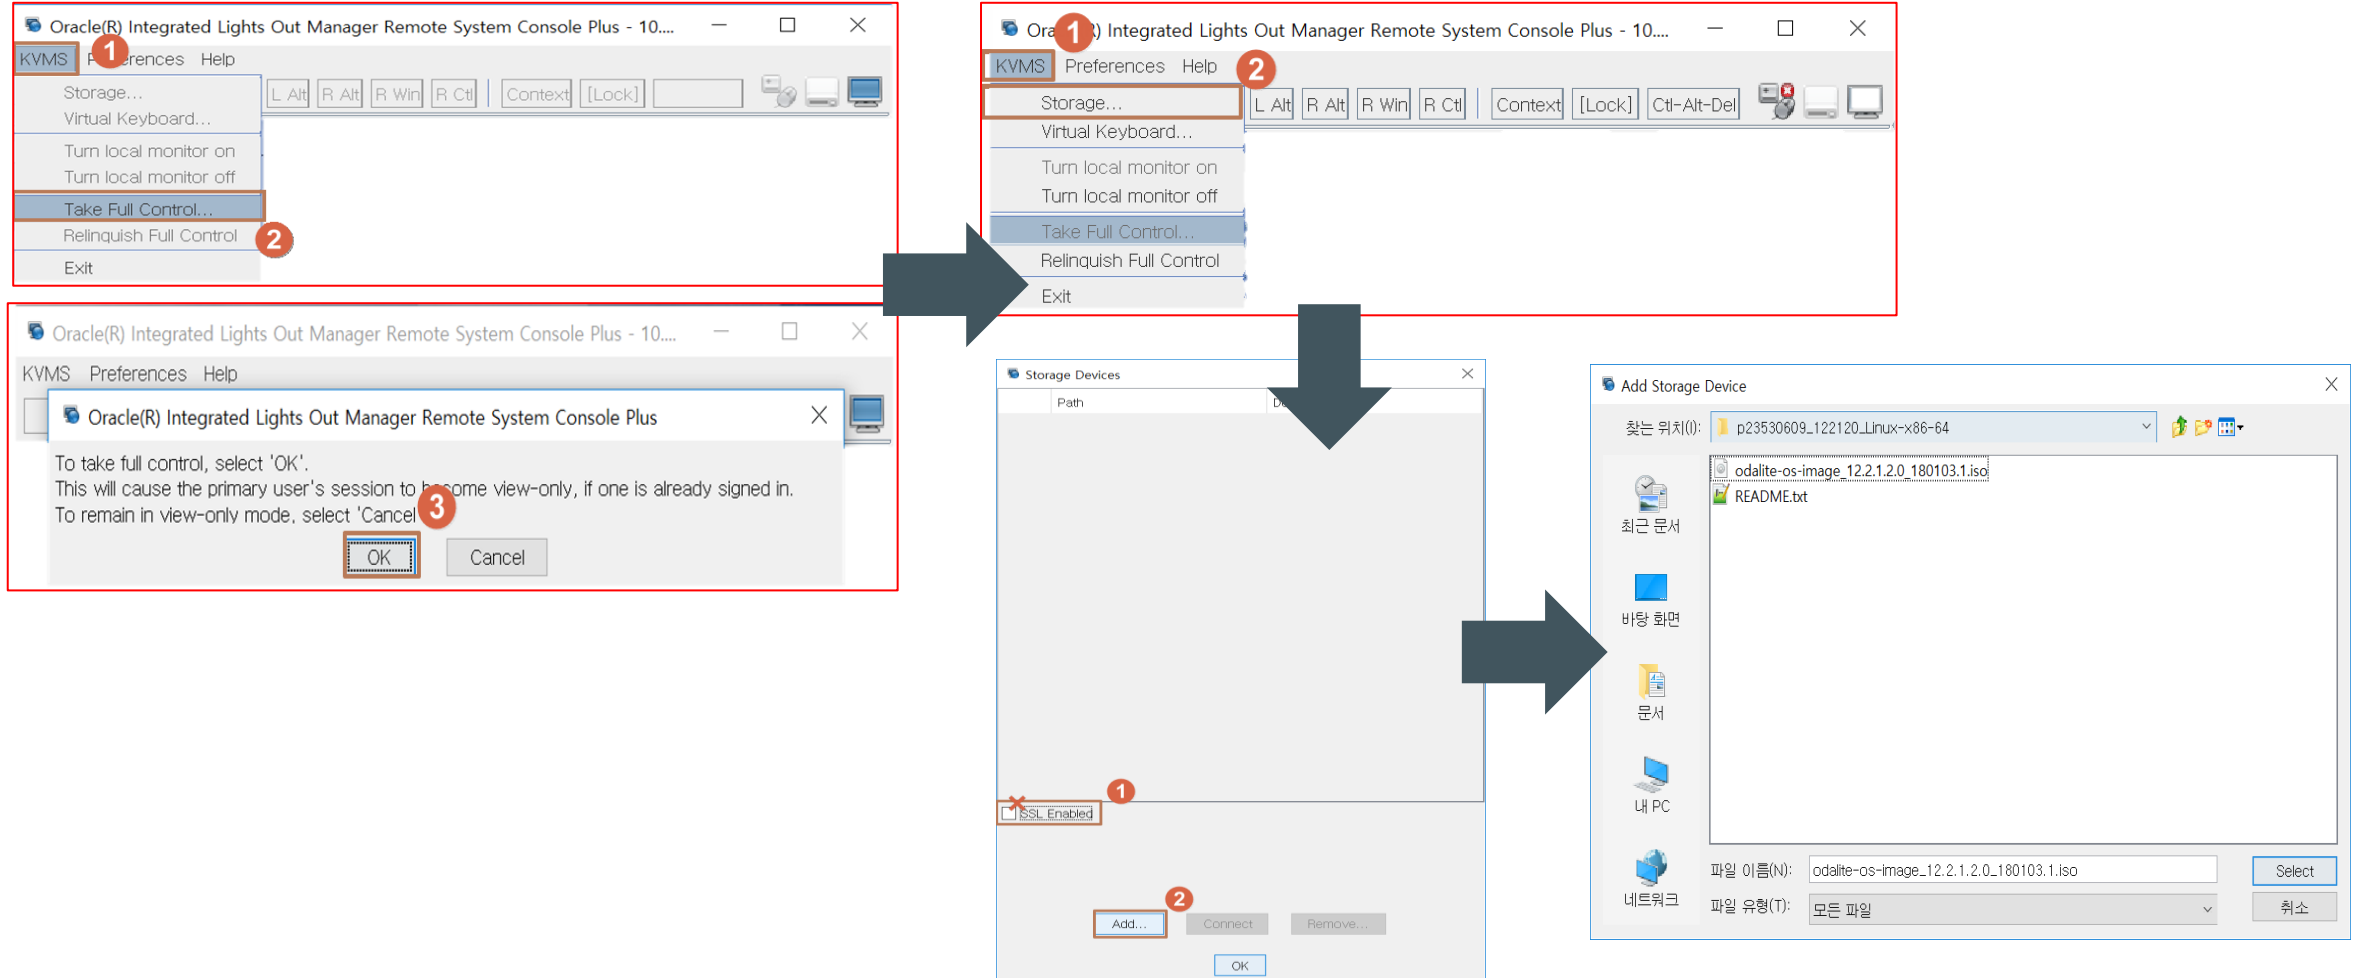 Oracle(R) Integrated Lights Out Manager Remote System Console Plus - 10....
KVMS Preferences Help
1
Storage...
L Alt R Alt R Win R Ctl Context [Lock]
Virtual Keyboard...
Turn local monitor on
Turn local monitor off
Take Full Control...
Relinquish Full Control
2
Exit
Oracle(R) Integrated Lights Out Manager Remote System Console Plus - 10....
KVMS Preferences Help
Oracle(R) Integrated Lights Out Manager Remote System Console Plus
To take full control, select 'OK'.
This will cause the primary user's session to become view-only, if one is already signed in.
To remain in view-only mode, select 'Cancel
3
OK Cancel
Oracle(R) Integrated Lights Out Manager Remote System Console Plus - 10....
1
KVMS Preferences Help
2
Storage...
L Alt R Alt R Win R Ctl Context [Lock] Ctl-Alt-Del
Virtual Keyboard...
Turn local monitor on
Turn local monitor off
Take Full Control...
Relinquish Full Control
Exit
Storage Devices
Path
1
SSL Enabled
2
Add... Connect Remove...
OK
Add Storage Device
찾는 위치(I): p23530609_122120_Linux-x86-64
odalite-os-image_12.2.1.2.0_180103.1.iso
README.txt
최근 문서
바탕 화면
문서
내 PC
네트워크
파일 이름(N): odalite-os-image_12.2.1.2.0_180103.1.iso Select
파일 유형(T): 모든 파일 취소